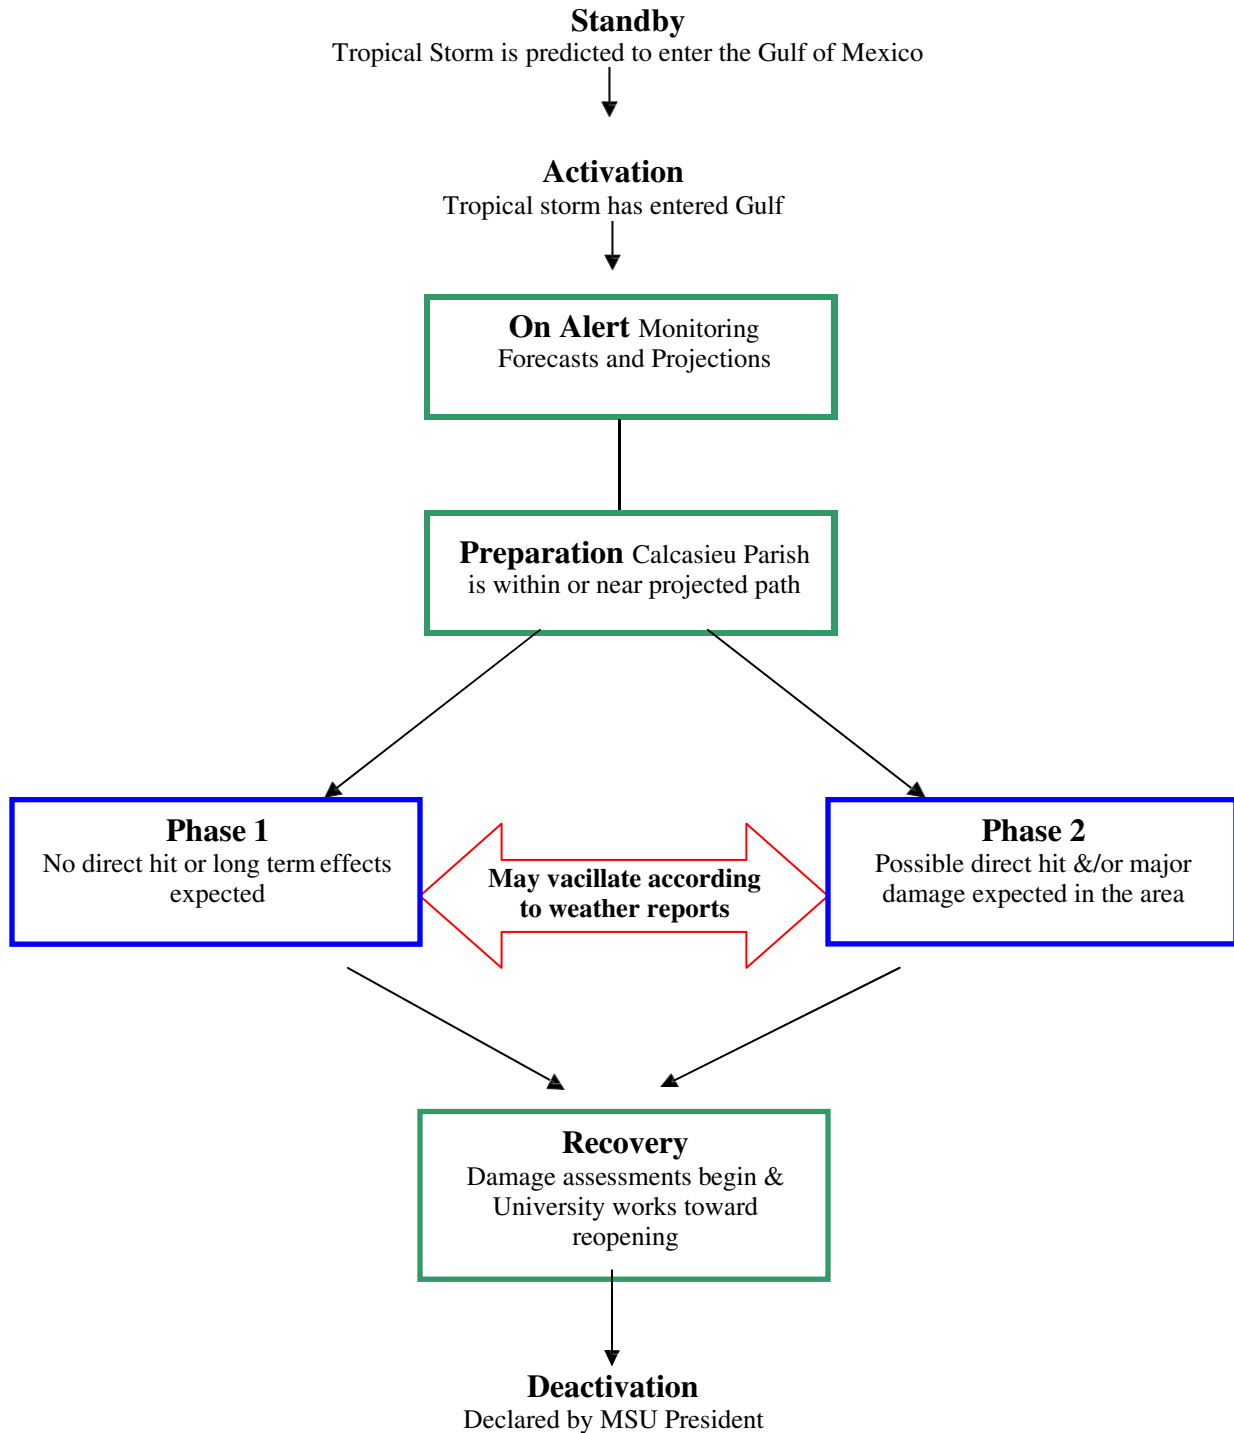 Standby
Tropical Storm is predicted to enter the Gulf of Mexico
Activation
Tropical storm has entered Gulf
On Alert Monitoring
Forecasts and Projections
Preparation Calcasieu Parish
is within or near projected path
Phase 1
No direct hit or long term effects
expected
May vacillate according
to weather reports
Phase 2
Possible direct hit &/or major
damage expected in the area
Recovery
Damage assessments begin &
University works toward
reopening
Deactivation
Declared by MSU President